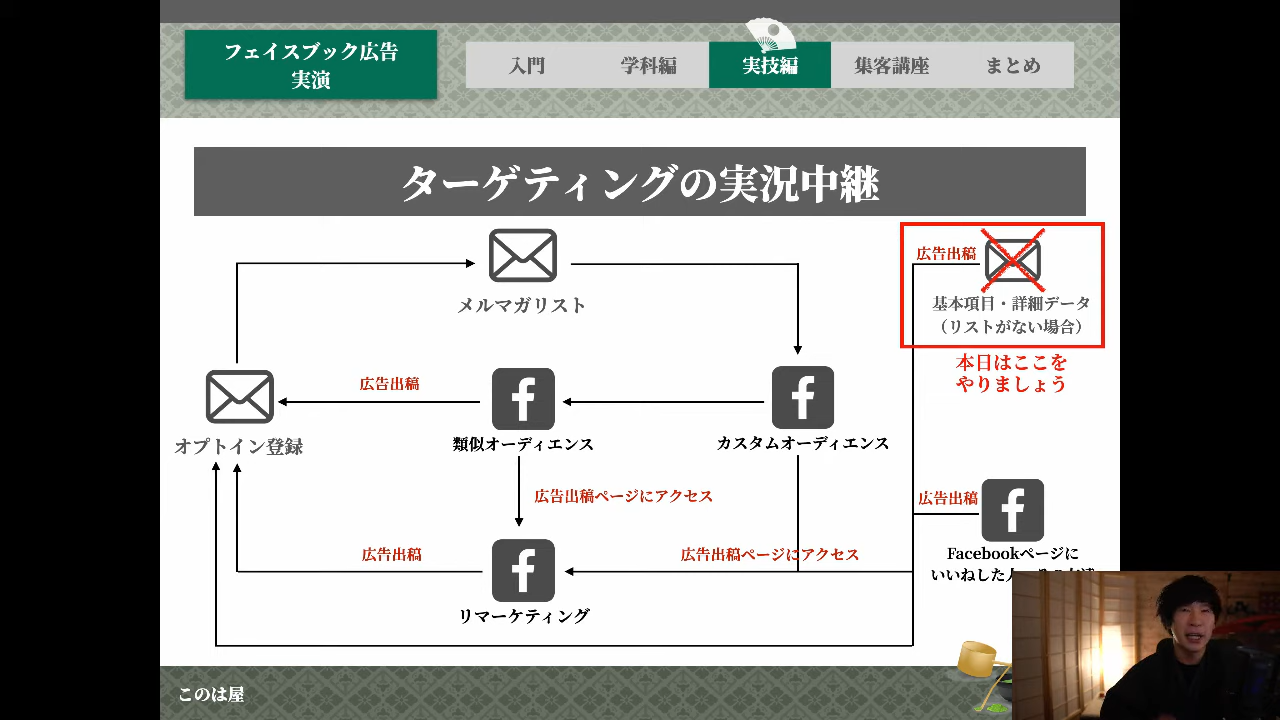 フェイスブック広告
実演
入門
学科編
実技編
集客講座
まとめ
ターゲティングの実況中継
広告出稿
メルマガリスト
基本項目・詳細データ
（リストがない場合）
本日はここを
やりましょう
広告出稿
オプトイン登録
類似オーディエンス
カスタムオーディエンス
広告出稿ページにアクセス
広告出稿
広告出稿
広告出稿ページにアクセス
Facebookページに
いいねした人
リマーケティング
このは屋